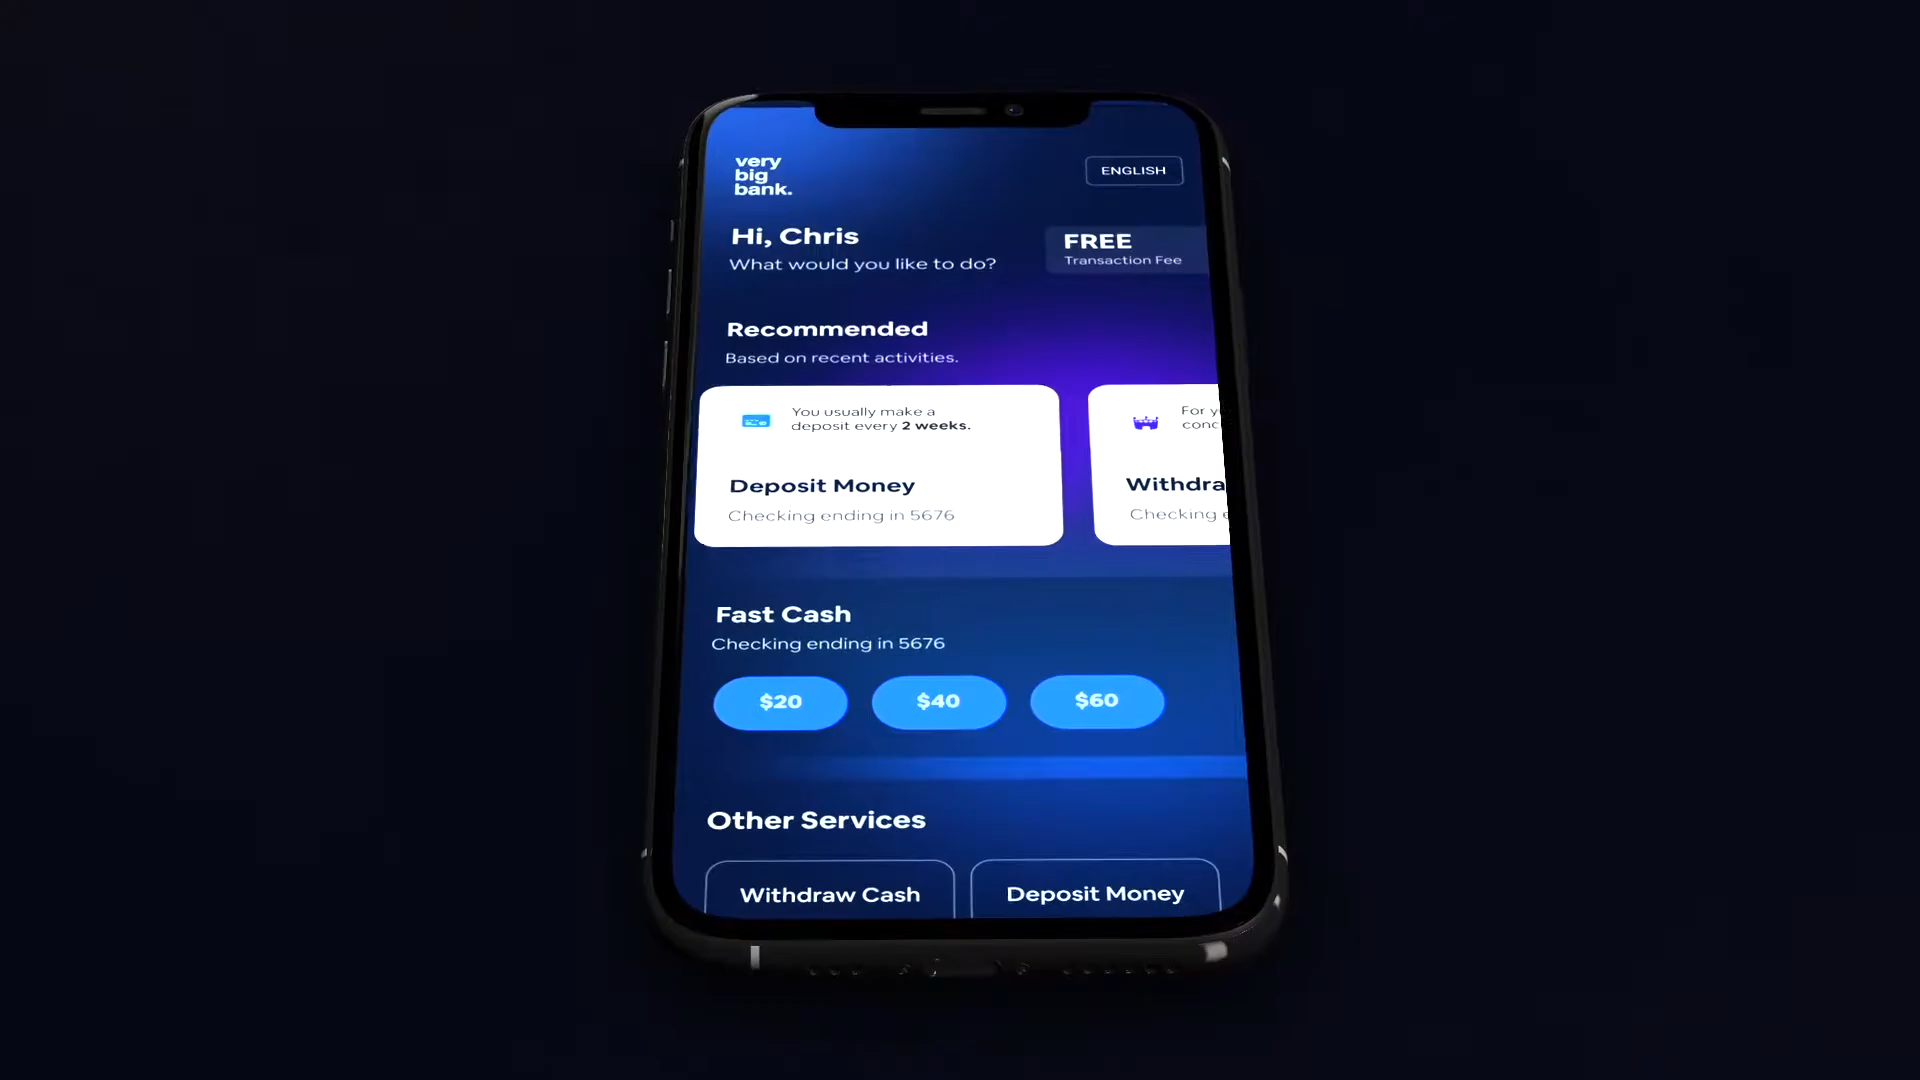 very
big
bank.
ENGLISH
Hi, Chris
What would you like to do?
FREE
Transaction Fee
Recommended
Based on recent activities.
You usually make a
deposit every 2 weeks.
Deposit Money
Checking ending in 5676
For
Checking
Fast Cash
Checking ending in 5676
$20
$40
$60
Other Services
Withdraw Cash
Deposit Money